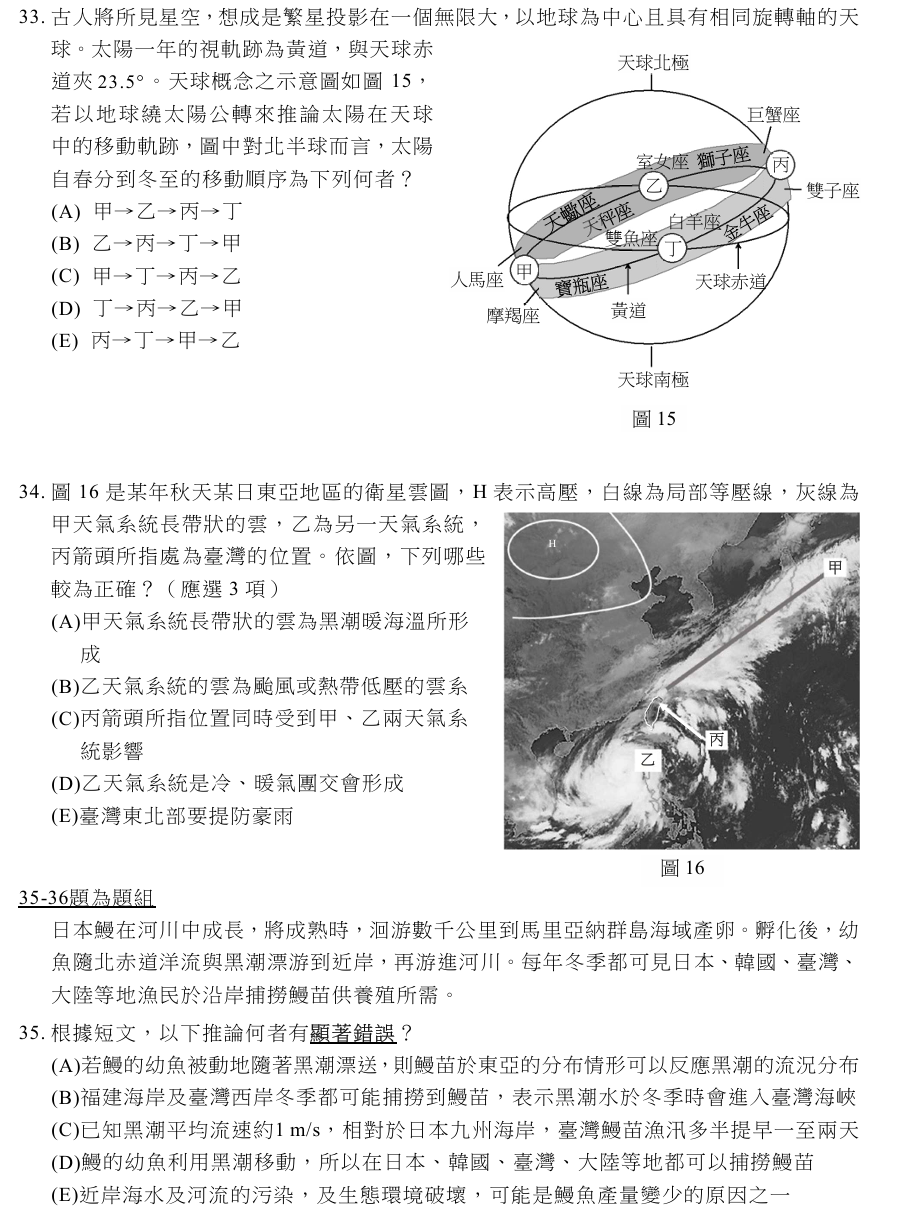 33. 古人將所見星空，想成是繁星投影在一個無限大，以地球為中心且具有相同旋轉軸的天
球。太陽一年的視軌跡為黃道，與天球赤
道夾 23.5°。天球概念之示意圖如圖 15，
若以地球繞太陽公轉來推論太陽在天球
中的移動軌跡，圖中對北半球而言，太陽
自春分到冬至的移動順序為下列何者？
(A) 甲→乙→丙→丁
(B) 乙→丙→丁→甲
(C) 甲→丁→丙→乙
(D) 丁→丙→乙→甲
(E) 丙→丁→甲→乙
天球北極
巨蟹座
獅子座
室女座
丙
乙
雙子座
天蠍座
天秤座
白羊座
金牛座
雙魚座
丁
人馬座
甲
寶瓶座
天球赤道
摩羯座
黃道
天球南極
圖 15
34. 圖 16 是某年秋天某日東亞地區的衛星雲圖，H 表示高壓，白線為局部等壓線，灰線為
甲天氣系統長帶狀的雲，乙為另一天氣系統，
丙箭頭所指處為臺灣的位置。依圖，下列哪些
較為正確？（應選 3 項）
(A)甲天氣系統長帶狀的雲為黑潮暖海溫所形
成
(B)乙天氣系統的雲為颱風或熱帶低壓的雲系
(C)丙箭頭所指位置同時受到甲、乙兩天氣系
統影響
(D)乙天氣系統是冷、暖氣團交會形成
(E)臺灣東北部要提防豪雨
H
甲
丙
乙
圖 16
35-36題為題組
日本鰻在河川中成長，將成熟時，洄游數千公里到馬里亞納群島海域產卵。孵化後，幼
魚隨北赤道洋流與黑潮漂游到近岸，再游進河川。每年冬季都可見日本、韓國、臺灣、
大陸等地漁民於沿岸捕撈鰻苗供養殖所需。
35. 根據短文，以下推論何者有顯著錯誤？
(A)若鰻的幼魚被動地隨著黑潮漂送，則鰻苗於東亞的分布情形可以反應黑潮的流況分布
(B)福建海岸及臺灣西岸冬季都可能捕撈到鰻苗，表示黑潮水於冬季時會進入臺灣海峽
(C)已知黑潮平均流速約1 m/s，相對於日本九州海岸，臺灣鰻苗漁汛多半提早一至兩天
(D)鰻的幼魚利用黑潮移動，所以在日本、韓國、臺灣、大陸等地都可以捕撈鰻苗
(E)近岸海水及河流的污染，及生態環境破壞，可能是鰻魚產量變少的原因之一